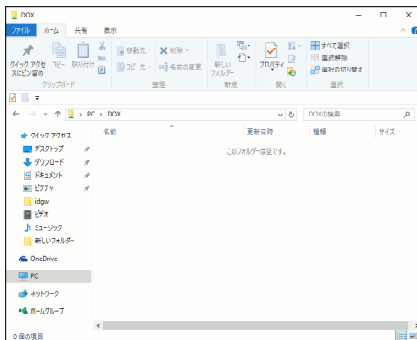 DOX
ファイル ホーム 共有 表示
クイック アクセスにピン留め
コピー
貼り付け
移動先
コピー先
削除
名前の変更
新しいフォルダー
プロパティ
すべて選択
選択解除
選択の切り替え
クリップボード 整理 新規 開く 選択
PC › DOX
DOXの検索
名前 更新日時 種類 サイズ
このフォルダーは空です。
クイック アクセス
デスクトップ
ダウンロード
ドキュメント
ピクチャ
idgw
ビデオ
ミュージック
新しいフォルダー
OneDrive
PC
ネットワーク
ホームグループ
0 個の項目